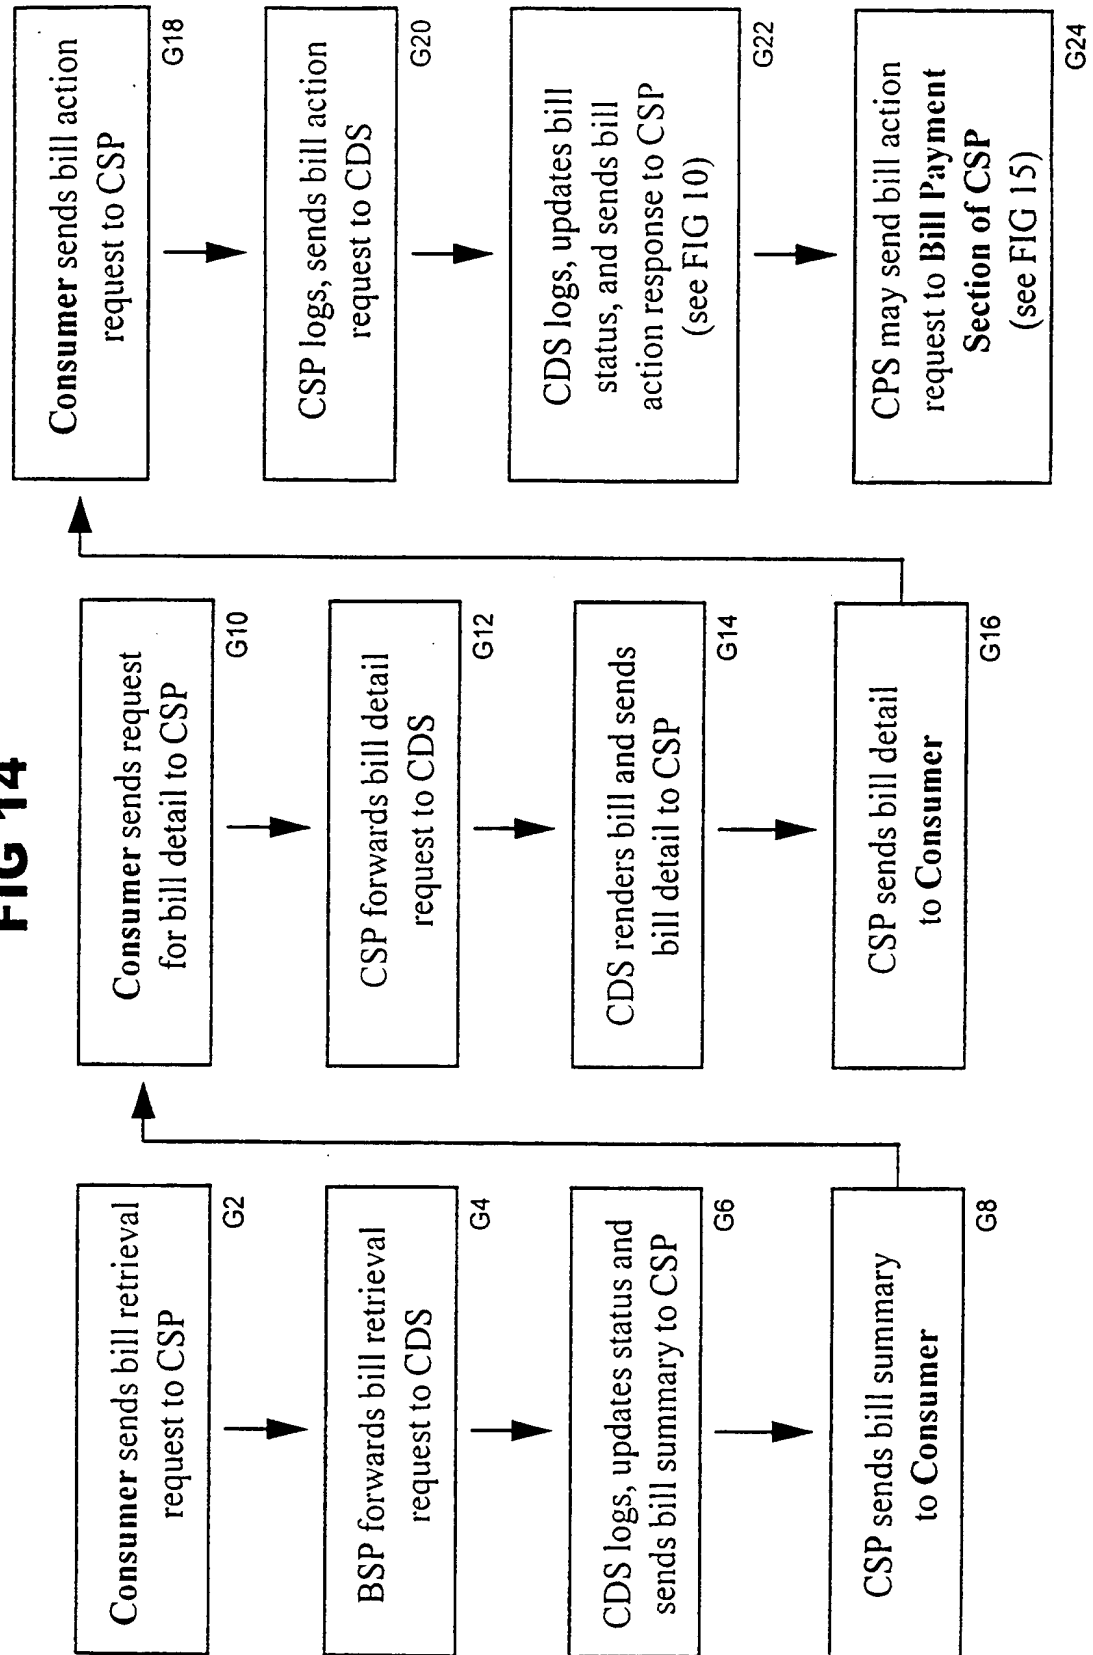 FIG 14
Consumer sends bill retrieval
request to CSP
G2
BSP forwards bill retrieval
request to CDS
G4
CDS logs, updates status and
sends bill summary to CSP
G6
CSP sends bill summary
to Consumer
G8
Consumer sends request
for bill detail to CSP
G10
CSP forwards bill detail
request to CDS
G12
CDS renders bill and sends
bill detail to CSP
G14
CSP sends bill detail
to Consumer
G16
Consumer sends bill action
request to CSP
G18
CSP logs, sends bill action
request to CDS
G20
CDS logs, updates bill
status, and sends bill
action response to CSP
(see FIG 10)
G22
CPS may send bill action
request to Bill Payment
Section of CSP
(see FIG 15)
G24